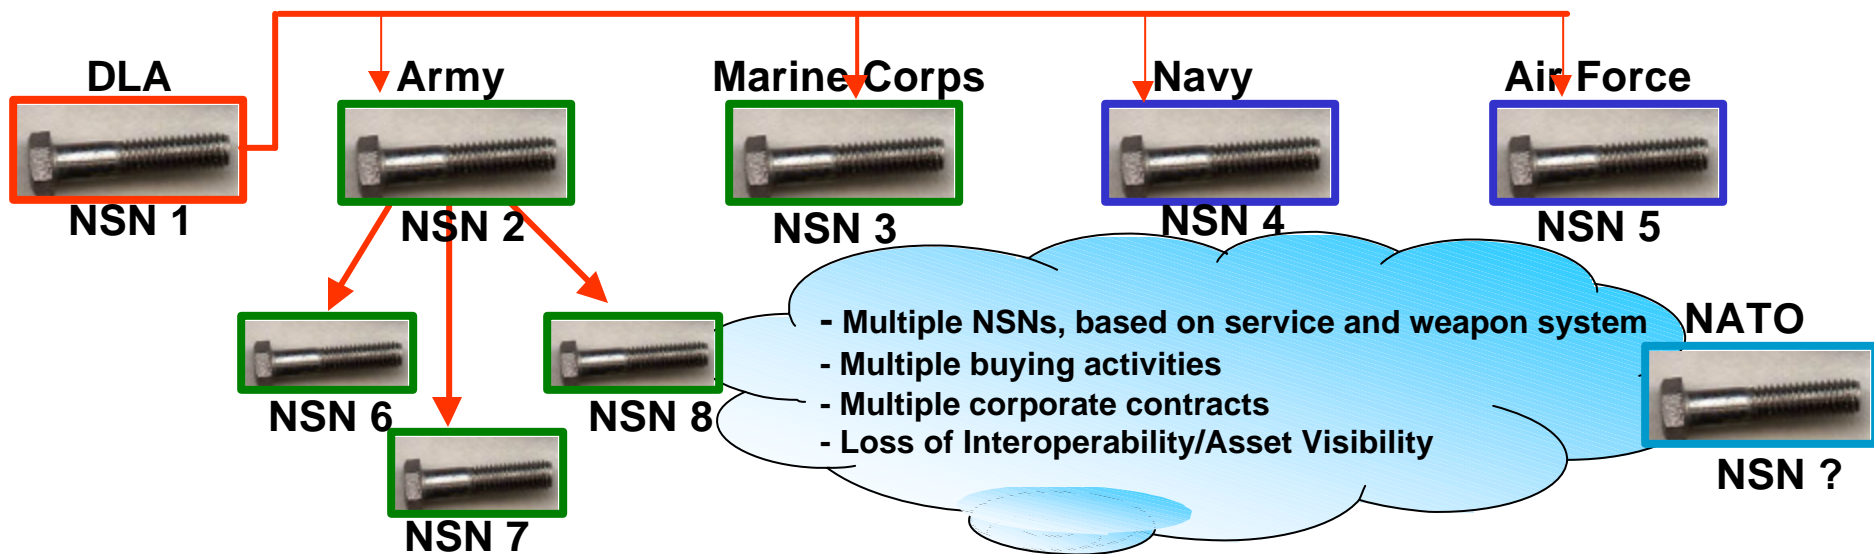 DLA
Army
Marine Corps
Navy
Air Force
NSN 1
NSN 2
NSN 3
NSN 4
NSN 5
- Multiple NSNs, based on service and weapon system
- Multiple buying activities
- Multiple corporate contracts
- Loss of Interoperability/Asset Visibility
NATO
NSN 6
NSN 8
NSN ?
NSN 7